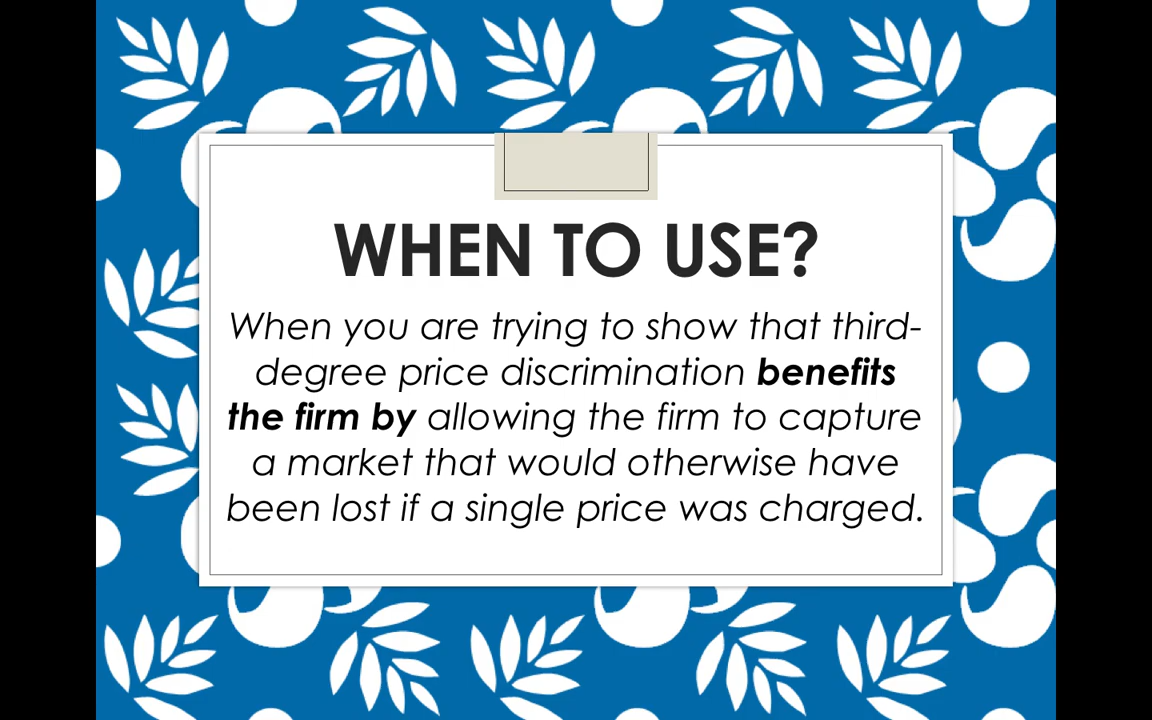 WHEN TO USE?
When you are trying to show that third-
degree price discrimination benefits
the firm by allowing the firm to capture
a market that would otherwise have
been lost if a single price was charged.